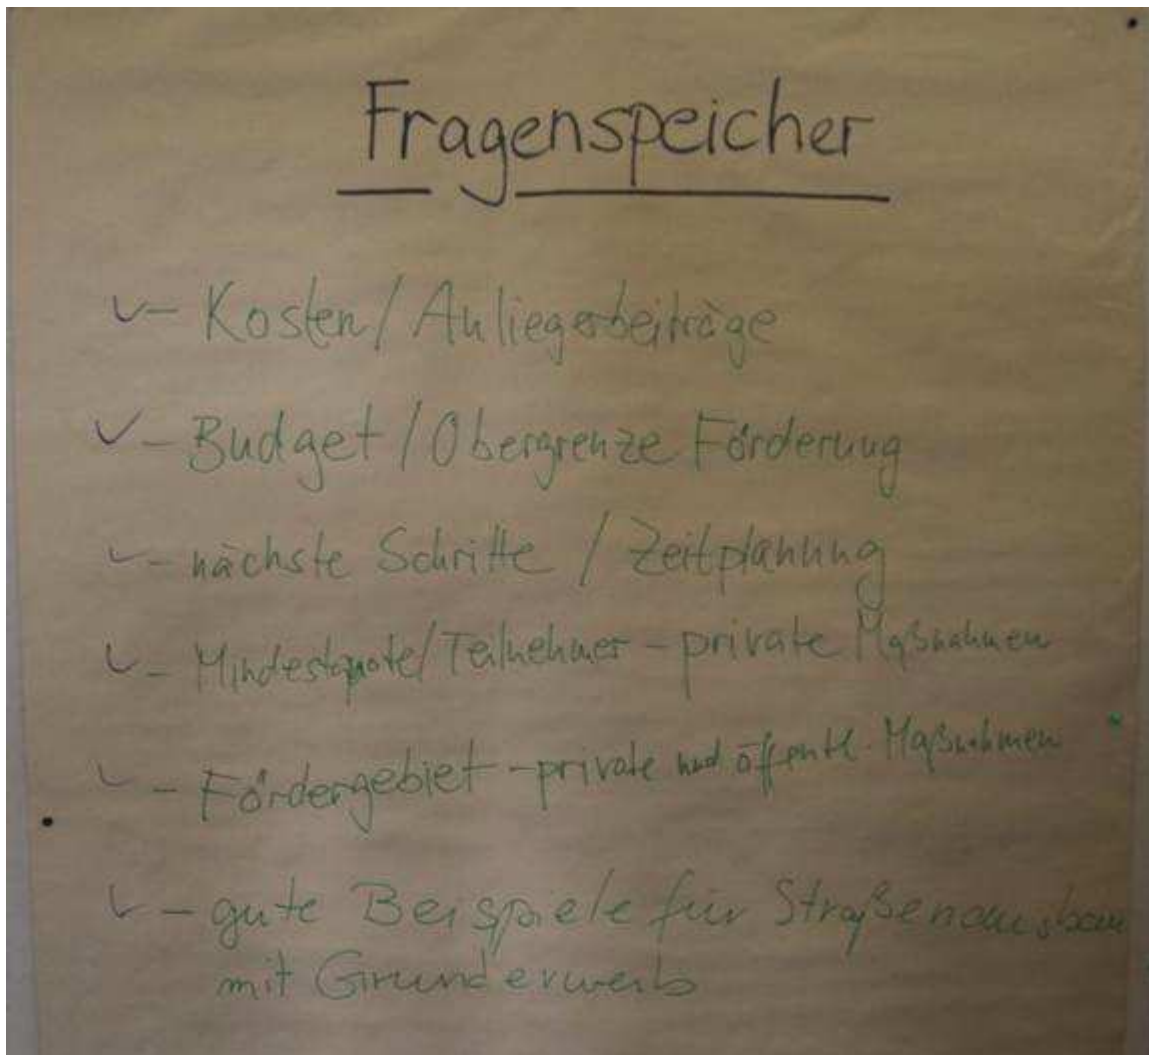 Fragenspeicher
✓ - Kosten / Anliegerbeiträge
✓ - Budget / Obergrenze Förderung
✓ - nächste Schritte / Zeitplanung
✓ - Mindestquote/Teilnehmer - private Maßnahmen
✓ - Fördergebiet - private und öffentl. Maßnahmen
✓ - gute Beispiele für Straßenausbau
mit Grunderwerb